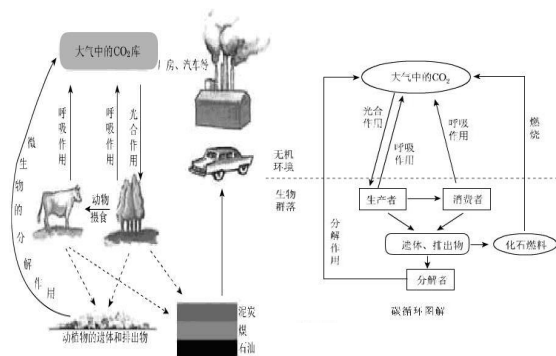 大气中的CO₂库
厂房、汽车等
呼吸作用
呼吸作用
光合作用
微生物的分解作用
动物摄食
泥炭
煤
石油
动植物的遗体和排出物
大气中的CO₂
光合作用
呼吸作用
呼吸作用
燃烧
无机环境
生物群落
生产者
消费者
分解作用
遗体、排出物
化石燃料
分解者
碳循环图解